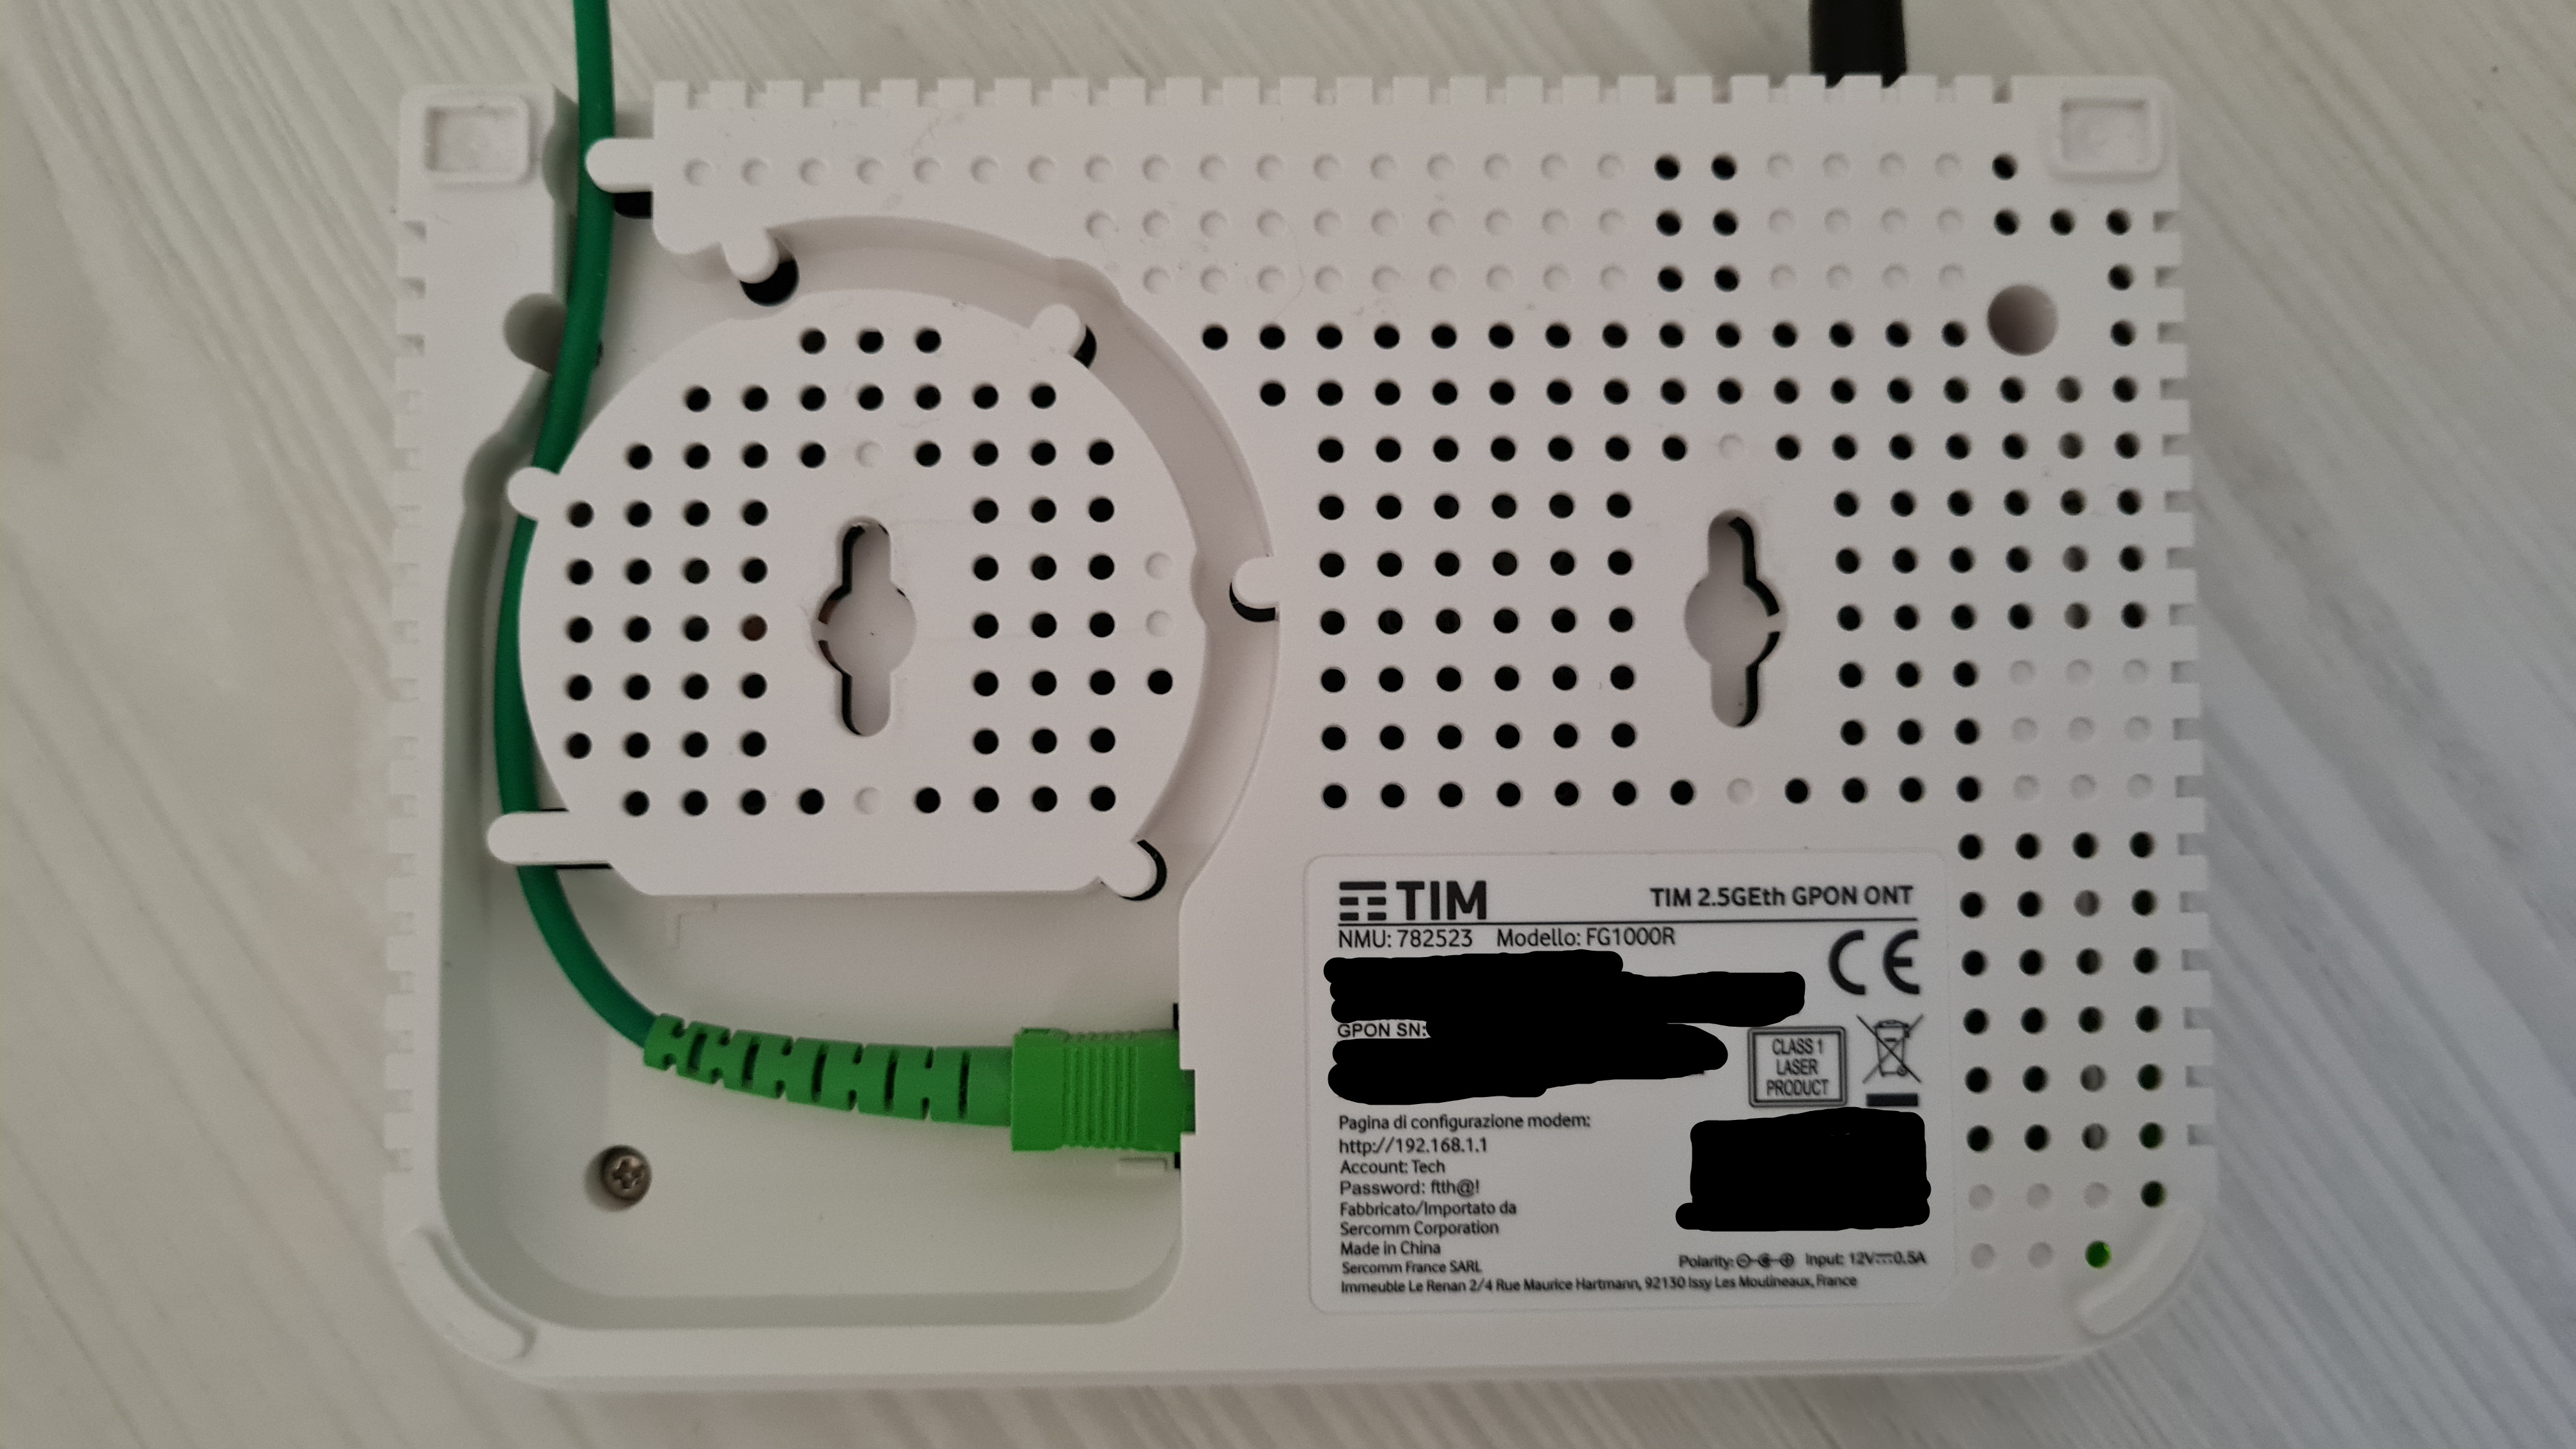 TIM TIM 2.5GEth GPON ONT
NMU: 782523 Modello: FG1000R
CE
GPON SN:
CLASS 1
LASER
PRODUCT
Pagina di configurazione modem:
http://192.168.1.1
Account: Tech
Password: ftth@!
Fabbricato/Importato da
Sercomm Corporation
Made in China
Sercomm France SARL
Polarity: Input: 12V⎓0.5A
Immeuble Le Renan 2/4 Rue Maurice Hartmann, 92130 Issy Les Moulineaux, France